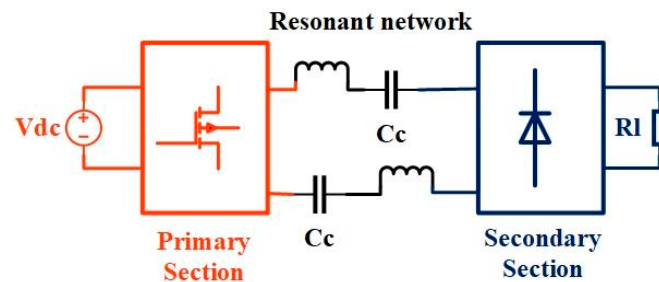 Resonant network
Vdc
+
−
Cc
Rl
Cc
Primary
Section
Secondary
Section